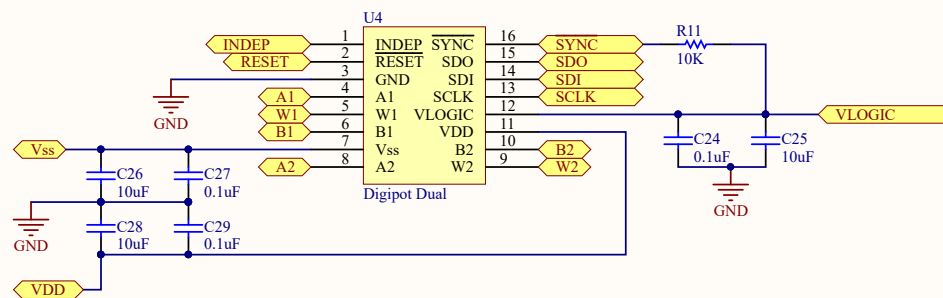 U4
INDEP 1 INDEP SYNC 16 SYNC R11
RESET 2 RESET SDO 15 SDO 10K
3 GND SDI 14 SDI
GND
A1 4 A1 SCLK 13 SCLK
W1 5 W1 VLOGIC 12 VLOGIC
B1 6 B1 VDD 11
Vss 7 Vss B2 10 B2
A2 8 A2 W2 9 W2
Digipot Dual
C24
0.1uF
C25
10uF
GND
C26
10uF
C27
0.1uF
GND
C28
10uF
C29
0.1uF
VDD